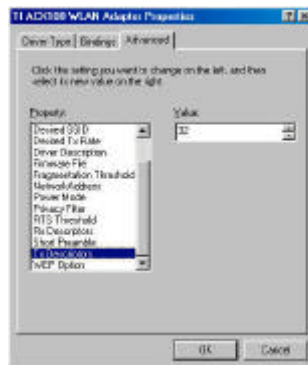 TI ACX100 WLAN Adapter Properties
Driver Type
Bindings
Advanced
Click the setting you want to change on the left, and then
select its new value on the right.
Property:
Value:
Desired SSID
Desired Tx Rate
Driver Description
Firmware File
Fragmentation Threshold
NetworkAddress
Power Mode
Privacy Filter
RTS Threshold
Rx Descriptors
Short Preamble
Tx Descriptors
WEP Option
32
OK
Cancel